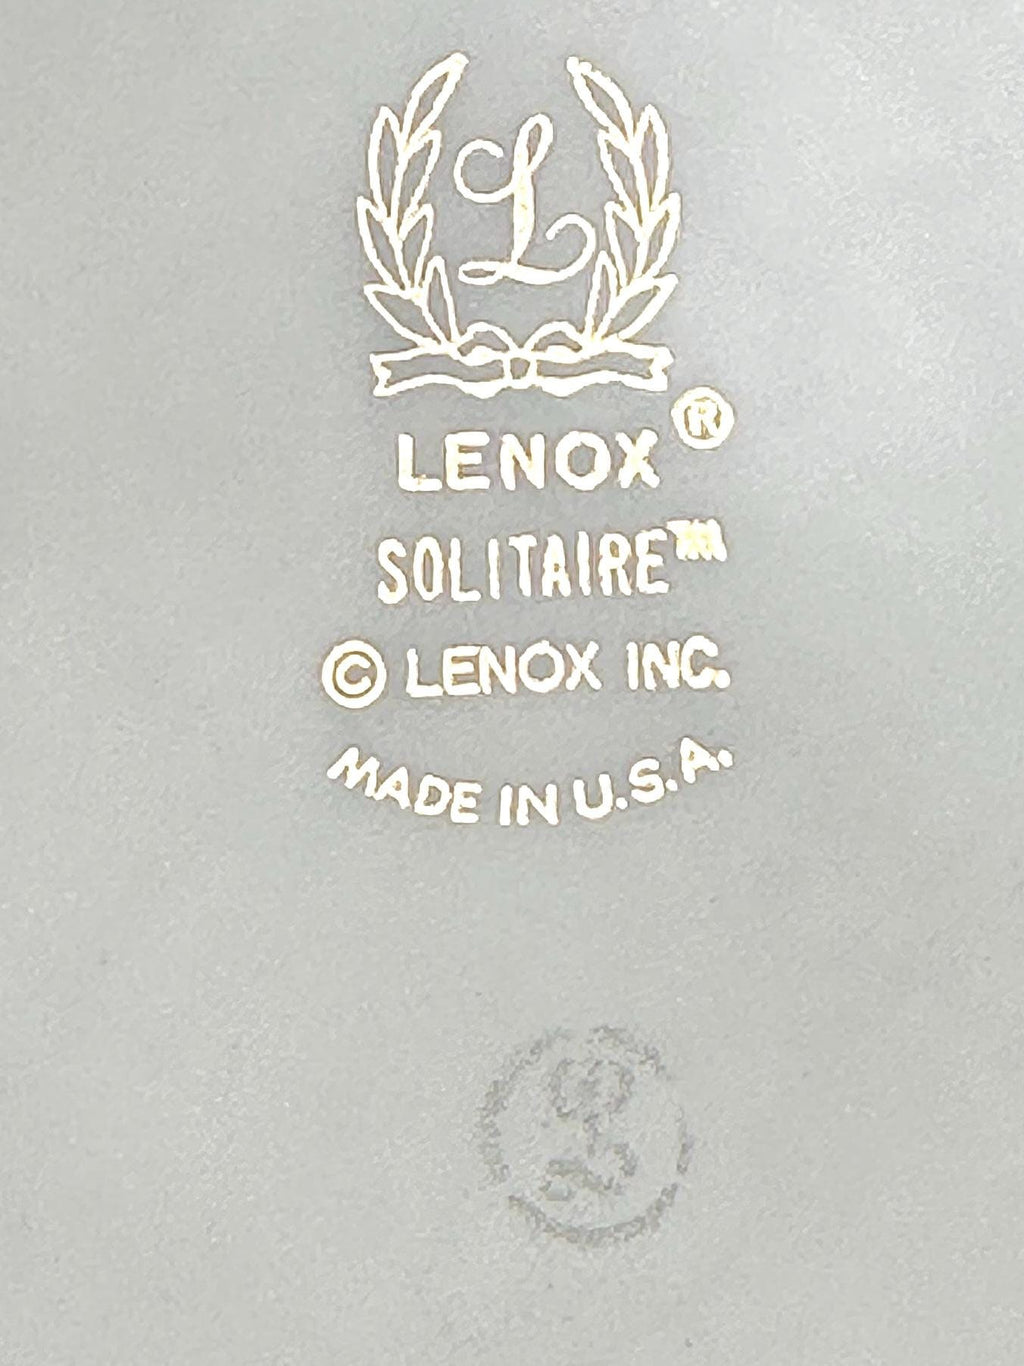 L
LENOX®
SOLITAIRE™
© LENOX INC.
MADE IN U.S.A.